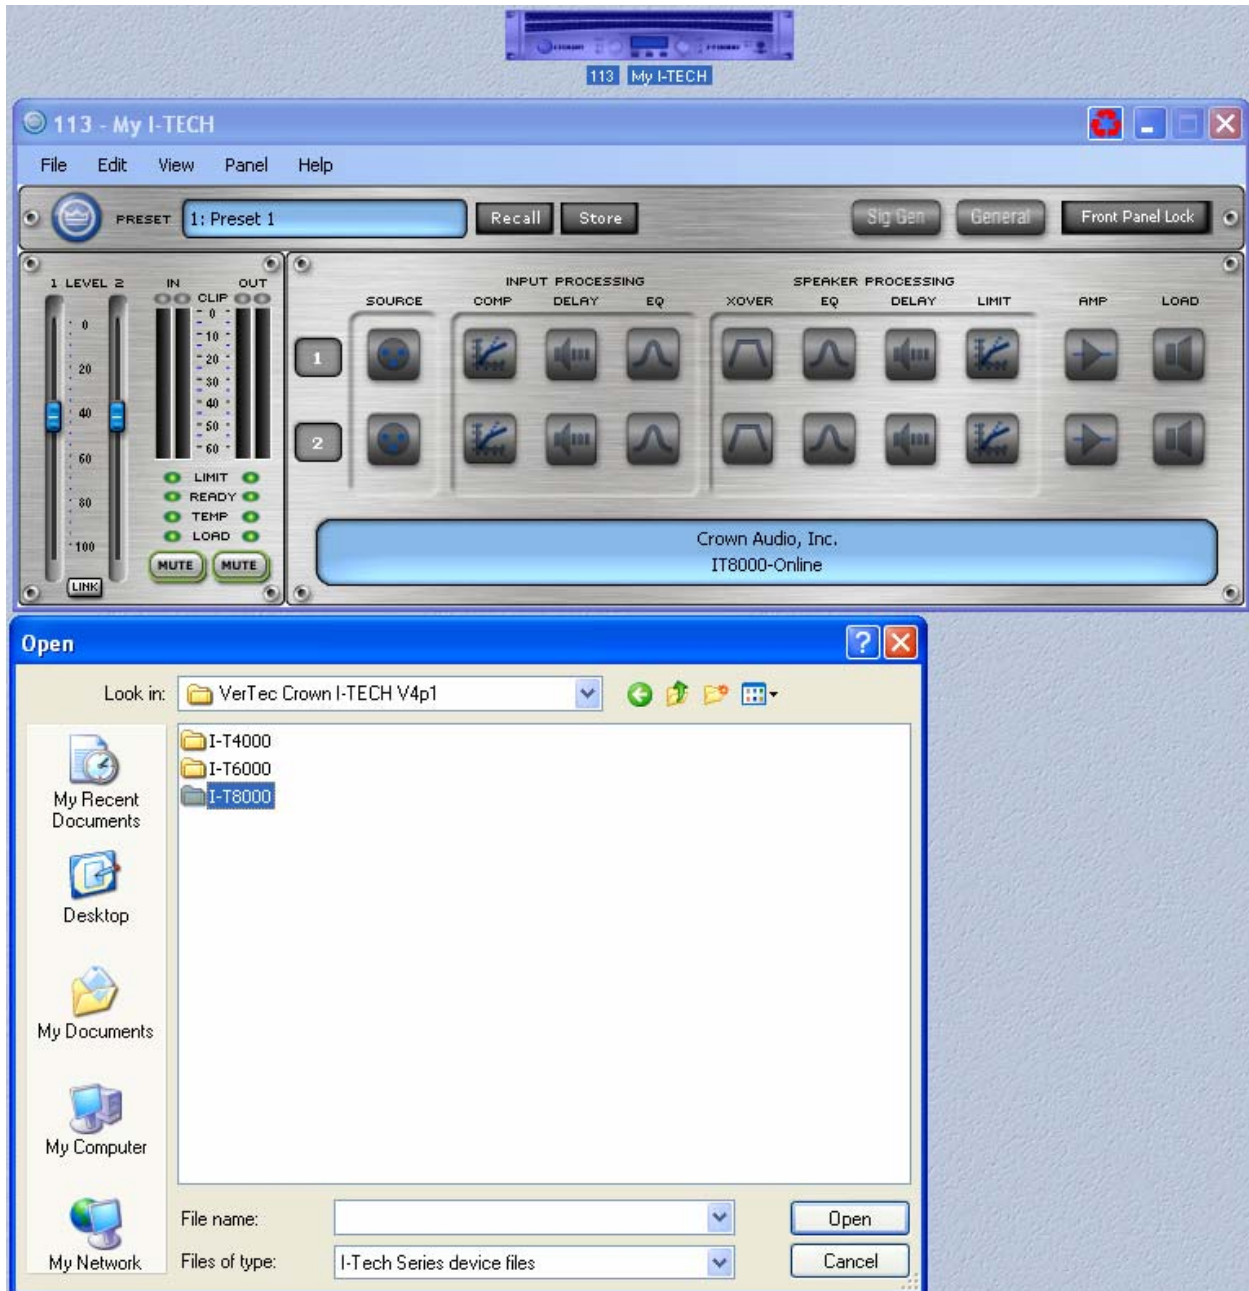 113 My I-TECH
113 - My I-TECH
File Edit View Panel Help
PRESET 1: Preset 1 Recall Store Sig Gen General Front Panel Lock
1 LEVEL 2
0
20
40
60
80
100
LINK
IN OUT
CLIP
0
-10
-20
-30
-40
-50
-60
LIMIT
READY
TEMP
LOAD
MUTE MUTE
INPUT PROCESSING SPEAKER PROCESSING
SOURCE COMP DELAY EQ XOVER EQ DELAY LIMIT AMP LOAD
1
2
Crown Audio, Inc.
IT8000-Online
Open
Look in: VerTec Crown I-TECH V4p1
I-T4000
I-T6000
I-T8000
My Recent
Documents
Desktop
My Documents
My Computer
My Network
File name: Open
Files of type: I-Tech Series device files Cancel